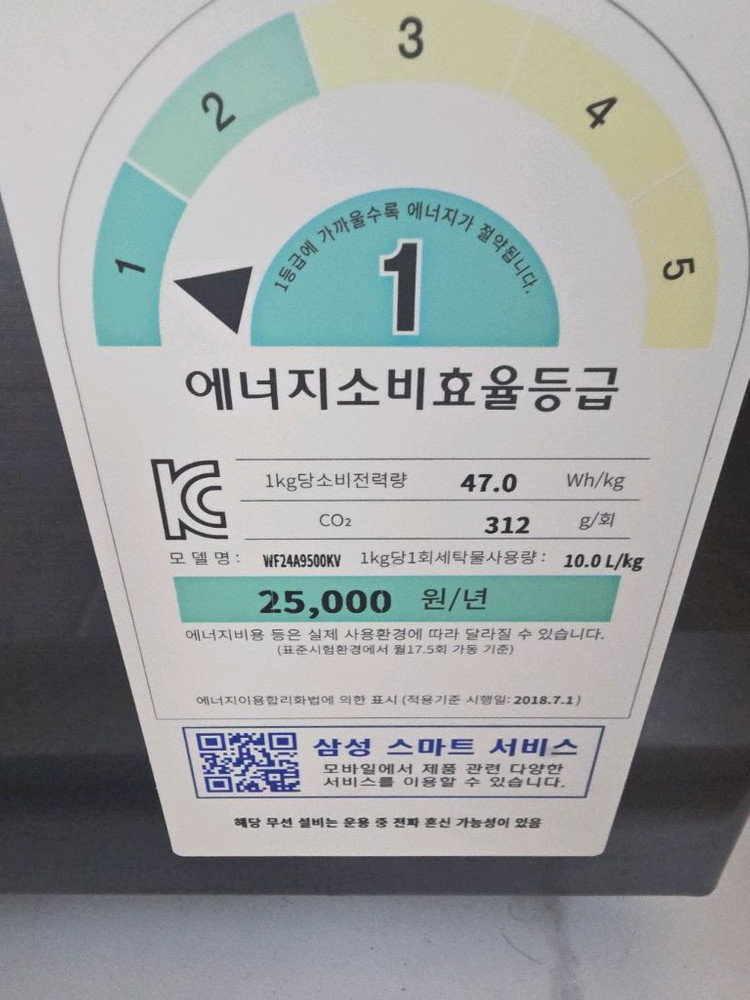 3
2
4
1
5
1등급에 가까울수록 에너지가 절약됩니다.
1
에너지소비효율등급
1kg당소비전력량 47.0 Wh/kg
CO₂ 312 g/회
모델명: WF24A9500KV 1kg당1회세탁물사용량: 10.0 L/kg
25,000 원/년
에너지비용 등은 실제 사용환경에 따라 달라질 수 있습니다.
(표준시험환경에서 월17.5회 가동 기준)
에너지이용합리화법에 의한 표시 (적용기준 시행일: 2018.7.1)
삼성 스마트 서비스
모바일에서 제품 관련 다양한
서비스를 이용할 수 있습니다.
해당 무선 설비는 운용 중 전파 혼신 가능성이 있음